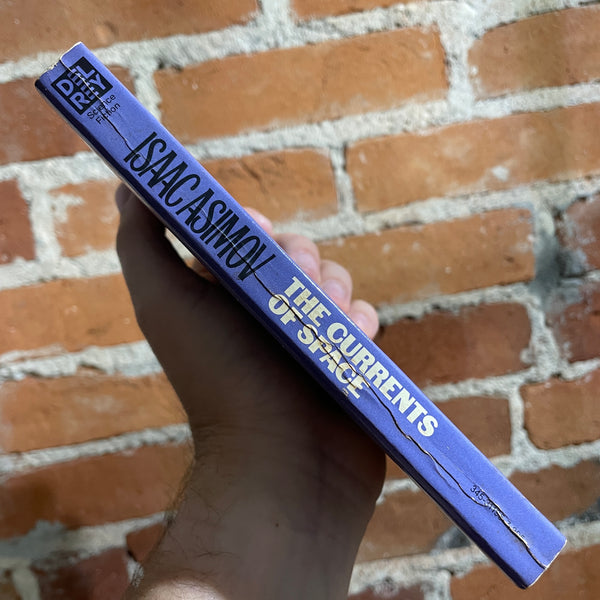 DEL
REY
Science
Fiction
ISAAC ASIMOV
THE CURRENTS
OF SPACE